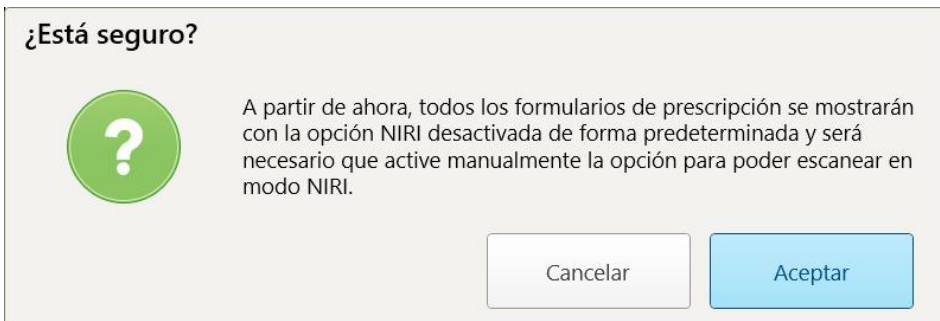 ¿Está seguro?
A partir de ahora, todos los formularios de prescripción se mostrarán
con la opción NIRI desactivada de forma predeterminada y será
necesario que active manualmente la opción para poder escanear en
modo NIRI.
Cancelar
Aceptar